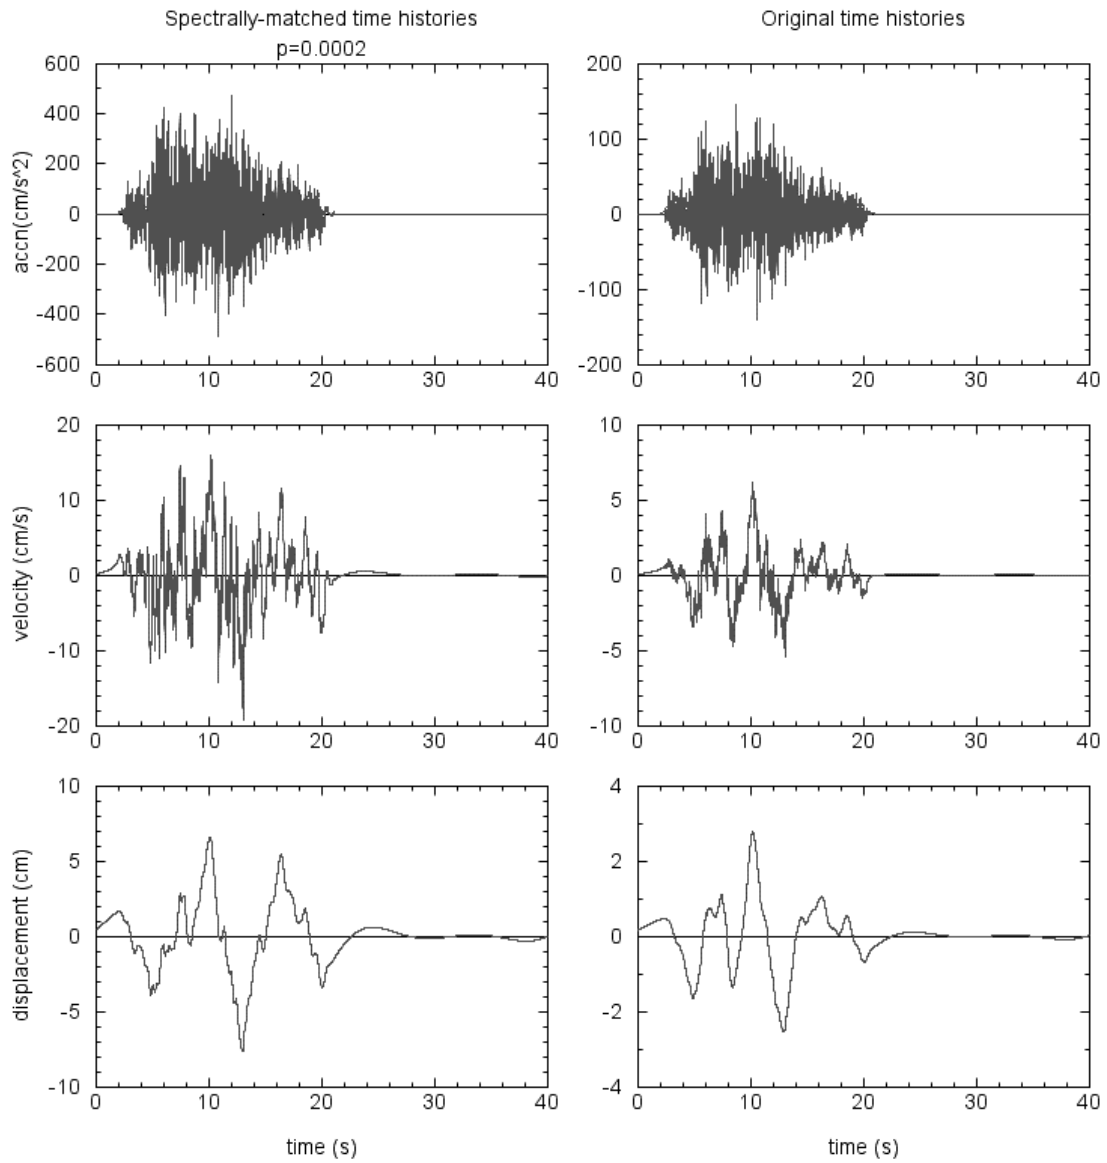 Spectrally-matched time histories
p=0.0002
Original time histories
accn(cm/s^2)
600
400
200
0
-200
-400
-600
0 10 20 30 40
200
100
0
-100
-200
0 10 20 30 40
velocity (cm/s)
20
10
0
-10
-20
0 10 20 30 40
10
5
0
-5
-10
0 10 20 30 40
displacement (cm)
10
5
0
-5
-10
0 10 20 30 40
time (s)
4
2
0
-2
-4
0 10 20 30 40
time (s)